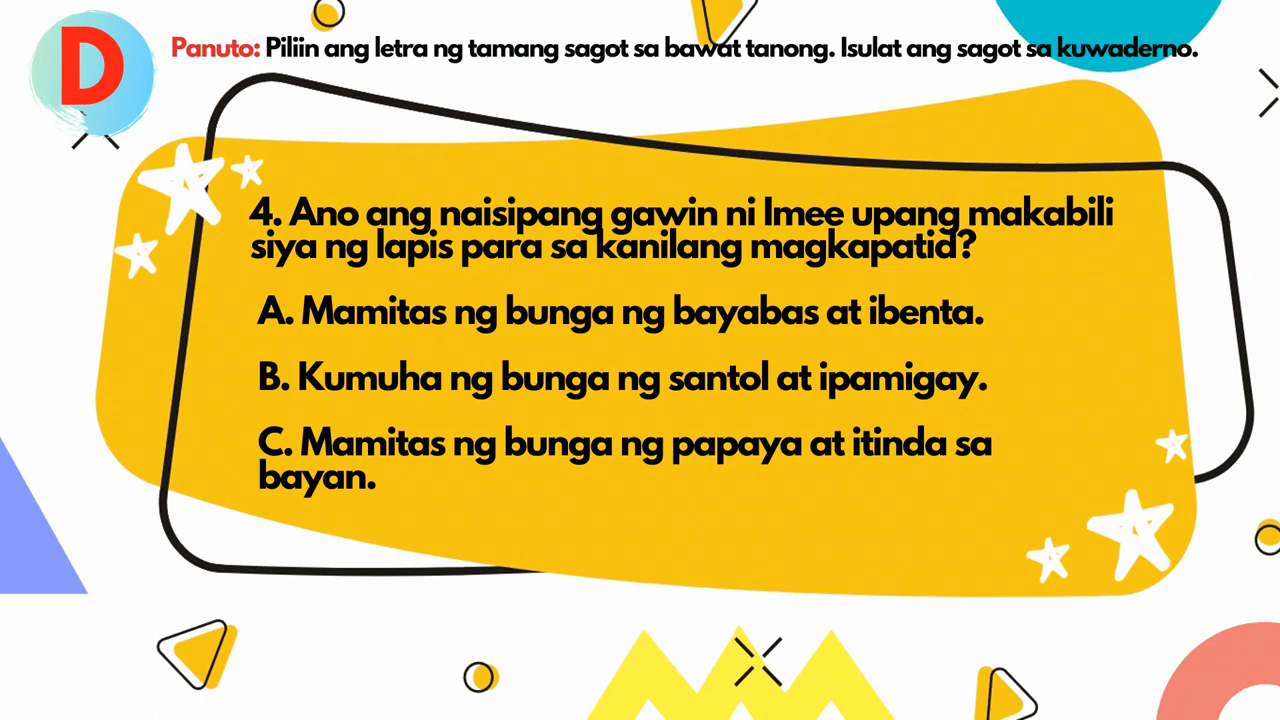 D
Panuto: Piliin ang letra ng tamang sagot sa bawat tanong. Isulat ang sagot sa kuwaderno.
4. Ano ang naisipang gawin ni Imee upang makabili
siya ng lapis para sa kanilang magkapatid?
A. Mamitas ng bunga ng bayabas at ibenta.
B. Kumuha ng bunga ng santol at ipamigay.
C. Mamitas ng bunga ng papaya at itinda sa
bayan.